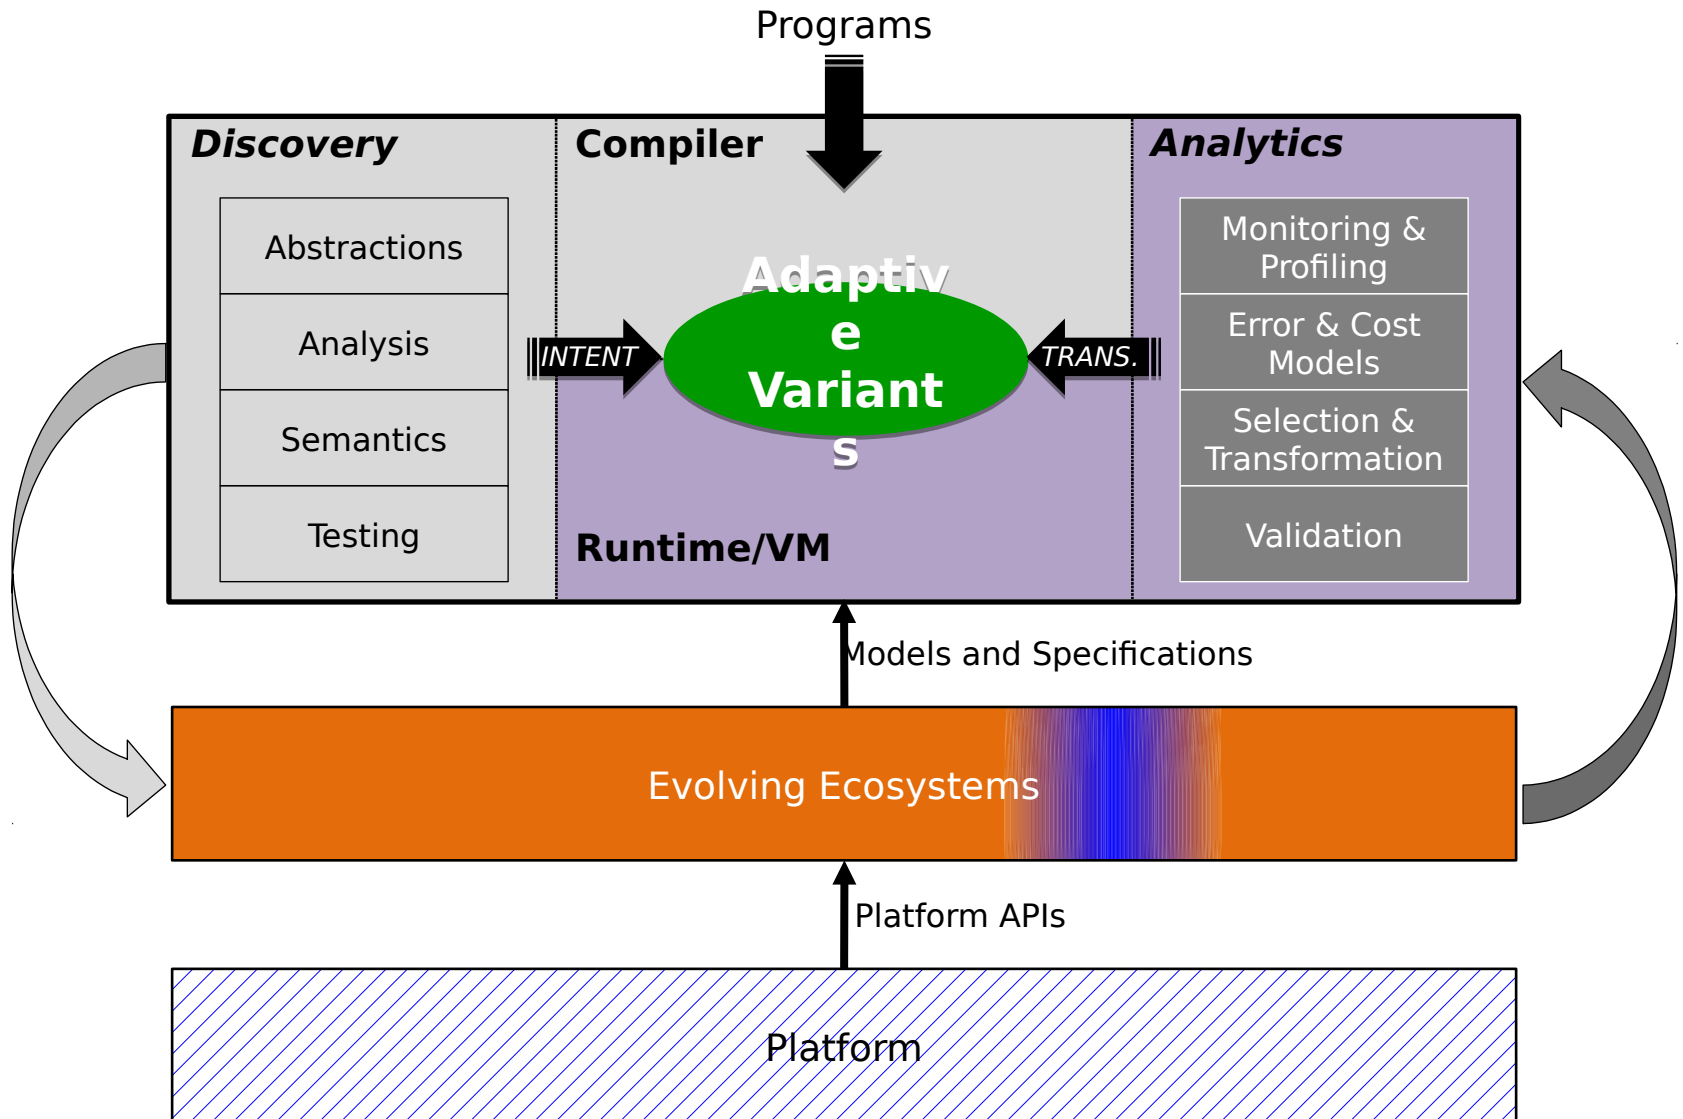 Programs
Discovery
Compiler
Analytics
Abstractions
Analysis
Semantics
Testing
INTENT
Adaptiv
e
Variant
s
TRANS.
Monitoring &
Profiling
Error & Cost
Models
Selection &
Transformation
Validation
Runtime/VM
Models and Specifications
Evolving Ecosystems
Platform APIs
Platform